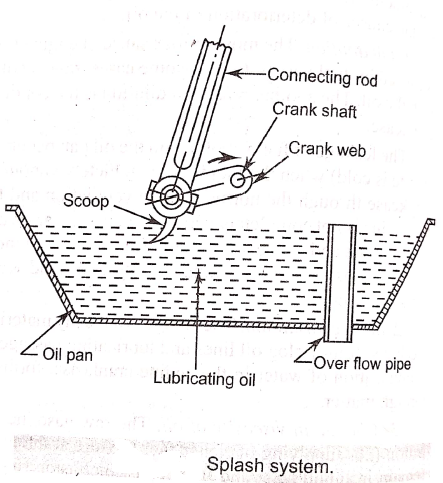 Connecting rod
Crank shaft
Crank web
Scoop
Oil pan
Lubricating oil
Over flow pipe
Splash system.